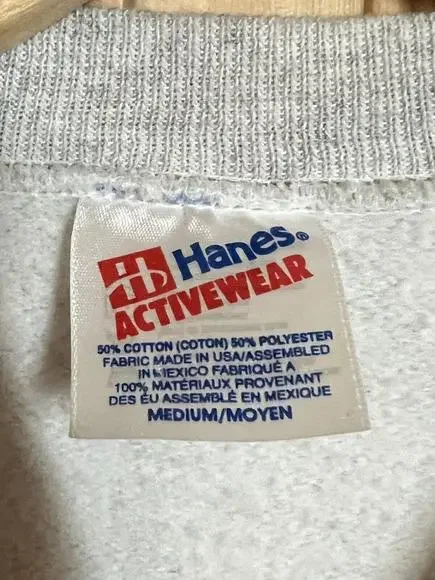 Hanes®
ACTIVEWEAR
50% COTTON (COTON) 50% POLYESTER
FABRIC MADE IN USA/ASSEMBLED
IN MEXICO FABRIQUÉ A
100% MATÉRIAUX PROVENANT
DES ÉU ASSEMBLÉ EN MEXIQUE
MEDIUM/MOYEN